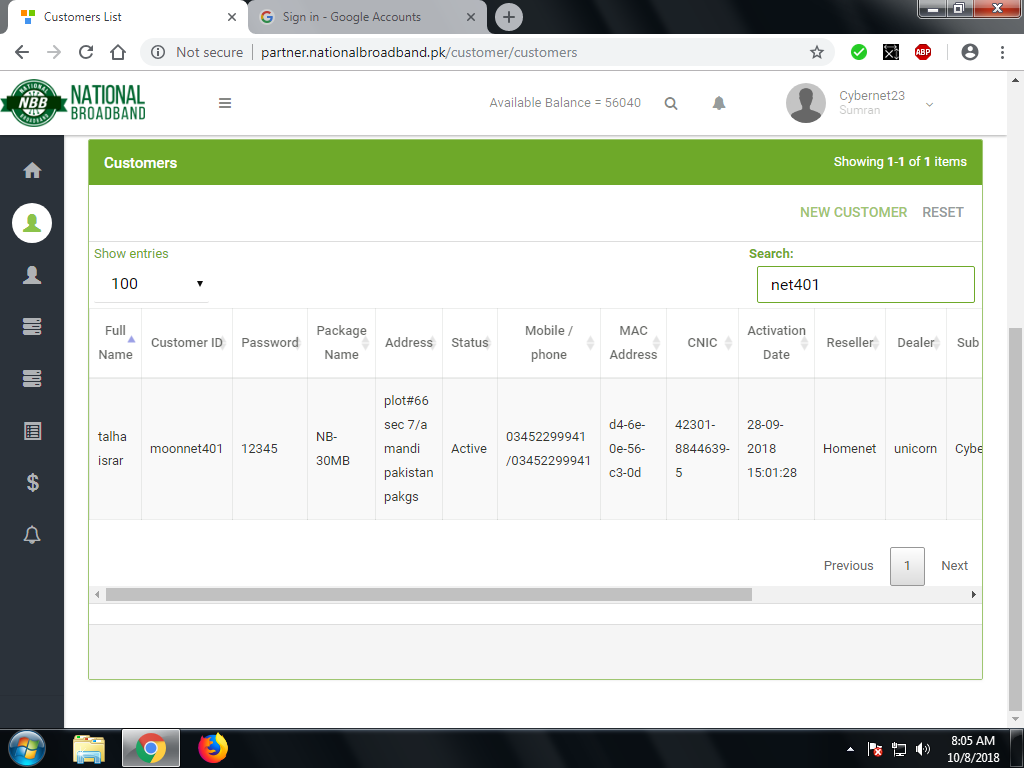 Customers List
Sign in - Google Accounts
Not secure
partner.nationalbroadband.pk/customer/customers
ABP
NATIONAL
NBB
BROADBAND
NATIONAL
BROADBAND
Available Balance = 56040
Cybernet23
Sumran
Customers
Showing 1-1 of 1 items
NEW CUSTOMER
RESET
Show entries
Search:
100
net401
Full Name
Customer ID
Password
Package Name
Address
Status
Mobile / phone
MAC Address
CNIC
Activation Date
Reseller
Dealer
Sub
talha israr
moonnet401
12345
NB-30MB
plot#66 sec 7/a mandi pakistan pakgs
Active
03452299941 /03452299941
d4-6e-0e-56-c3-0d
42301-8844639-5
28-09-2018 15:01:28
Homenet
unicorn
Cybe
Previous
1
Next
8:05 AM
10/8/2018